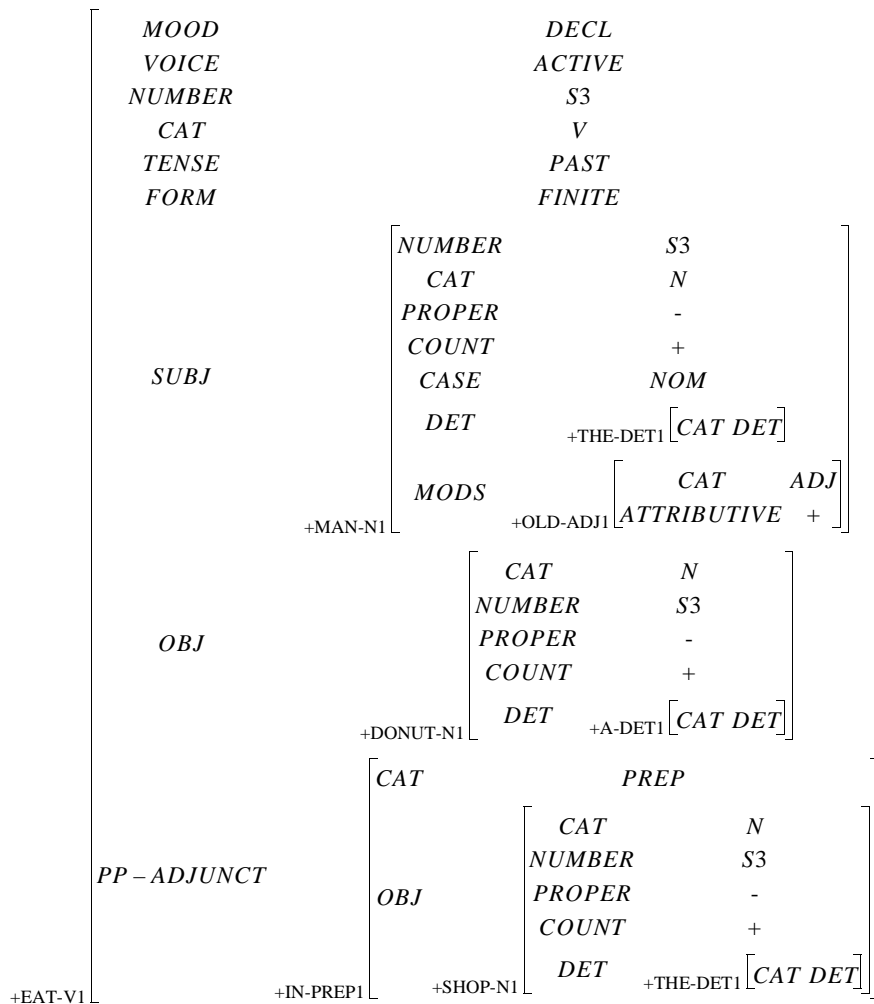 MOOD DECL
VOICE ACTIVE
NUMBER S3
CAT V
TENSE PAST
FORM FINITE
NUMBER S3
CAT N
PROPER -
COUNT +
SUBJ CASE NOM
DET +THE-DET1 CAT DET
MODS CAT ADJ
+MAN-N1 +OLD-ADJ1 ATTRIBUTIVE +
CAT N
NUMBER S3
OBJ PROPER -
COUNT +
+DONUT-N1 DET +A-DET1 CAT DET
CAT PREP
CAT N
NUMBER S3
PP – ADJUNCT
OBJ PROPER -
COUNT +
DET +THE-DET1 CAT DET
+EAT-V1 +IN-PREP1 +SHOP-N1